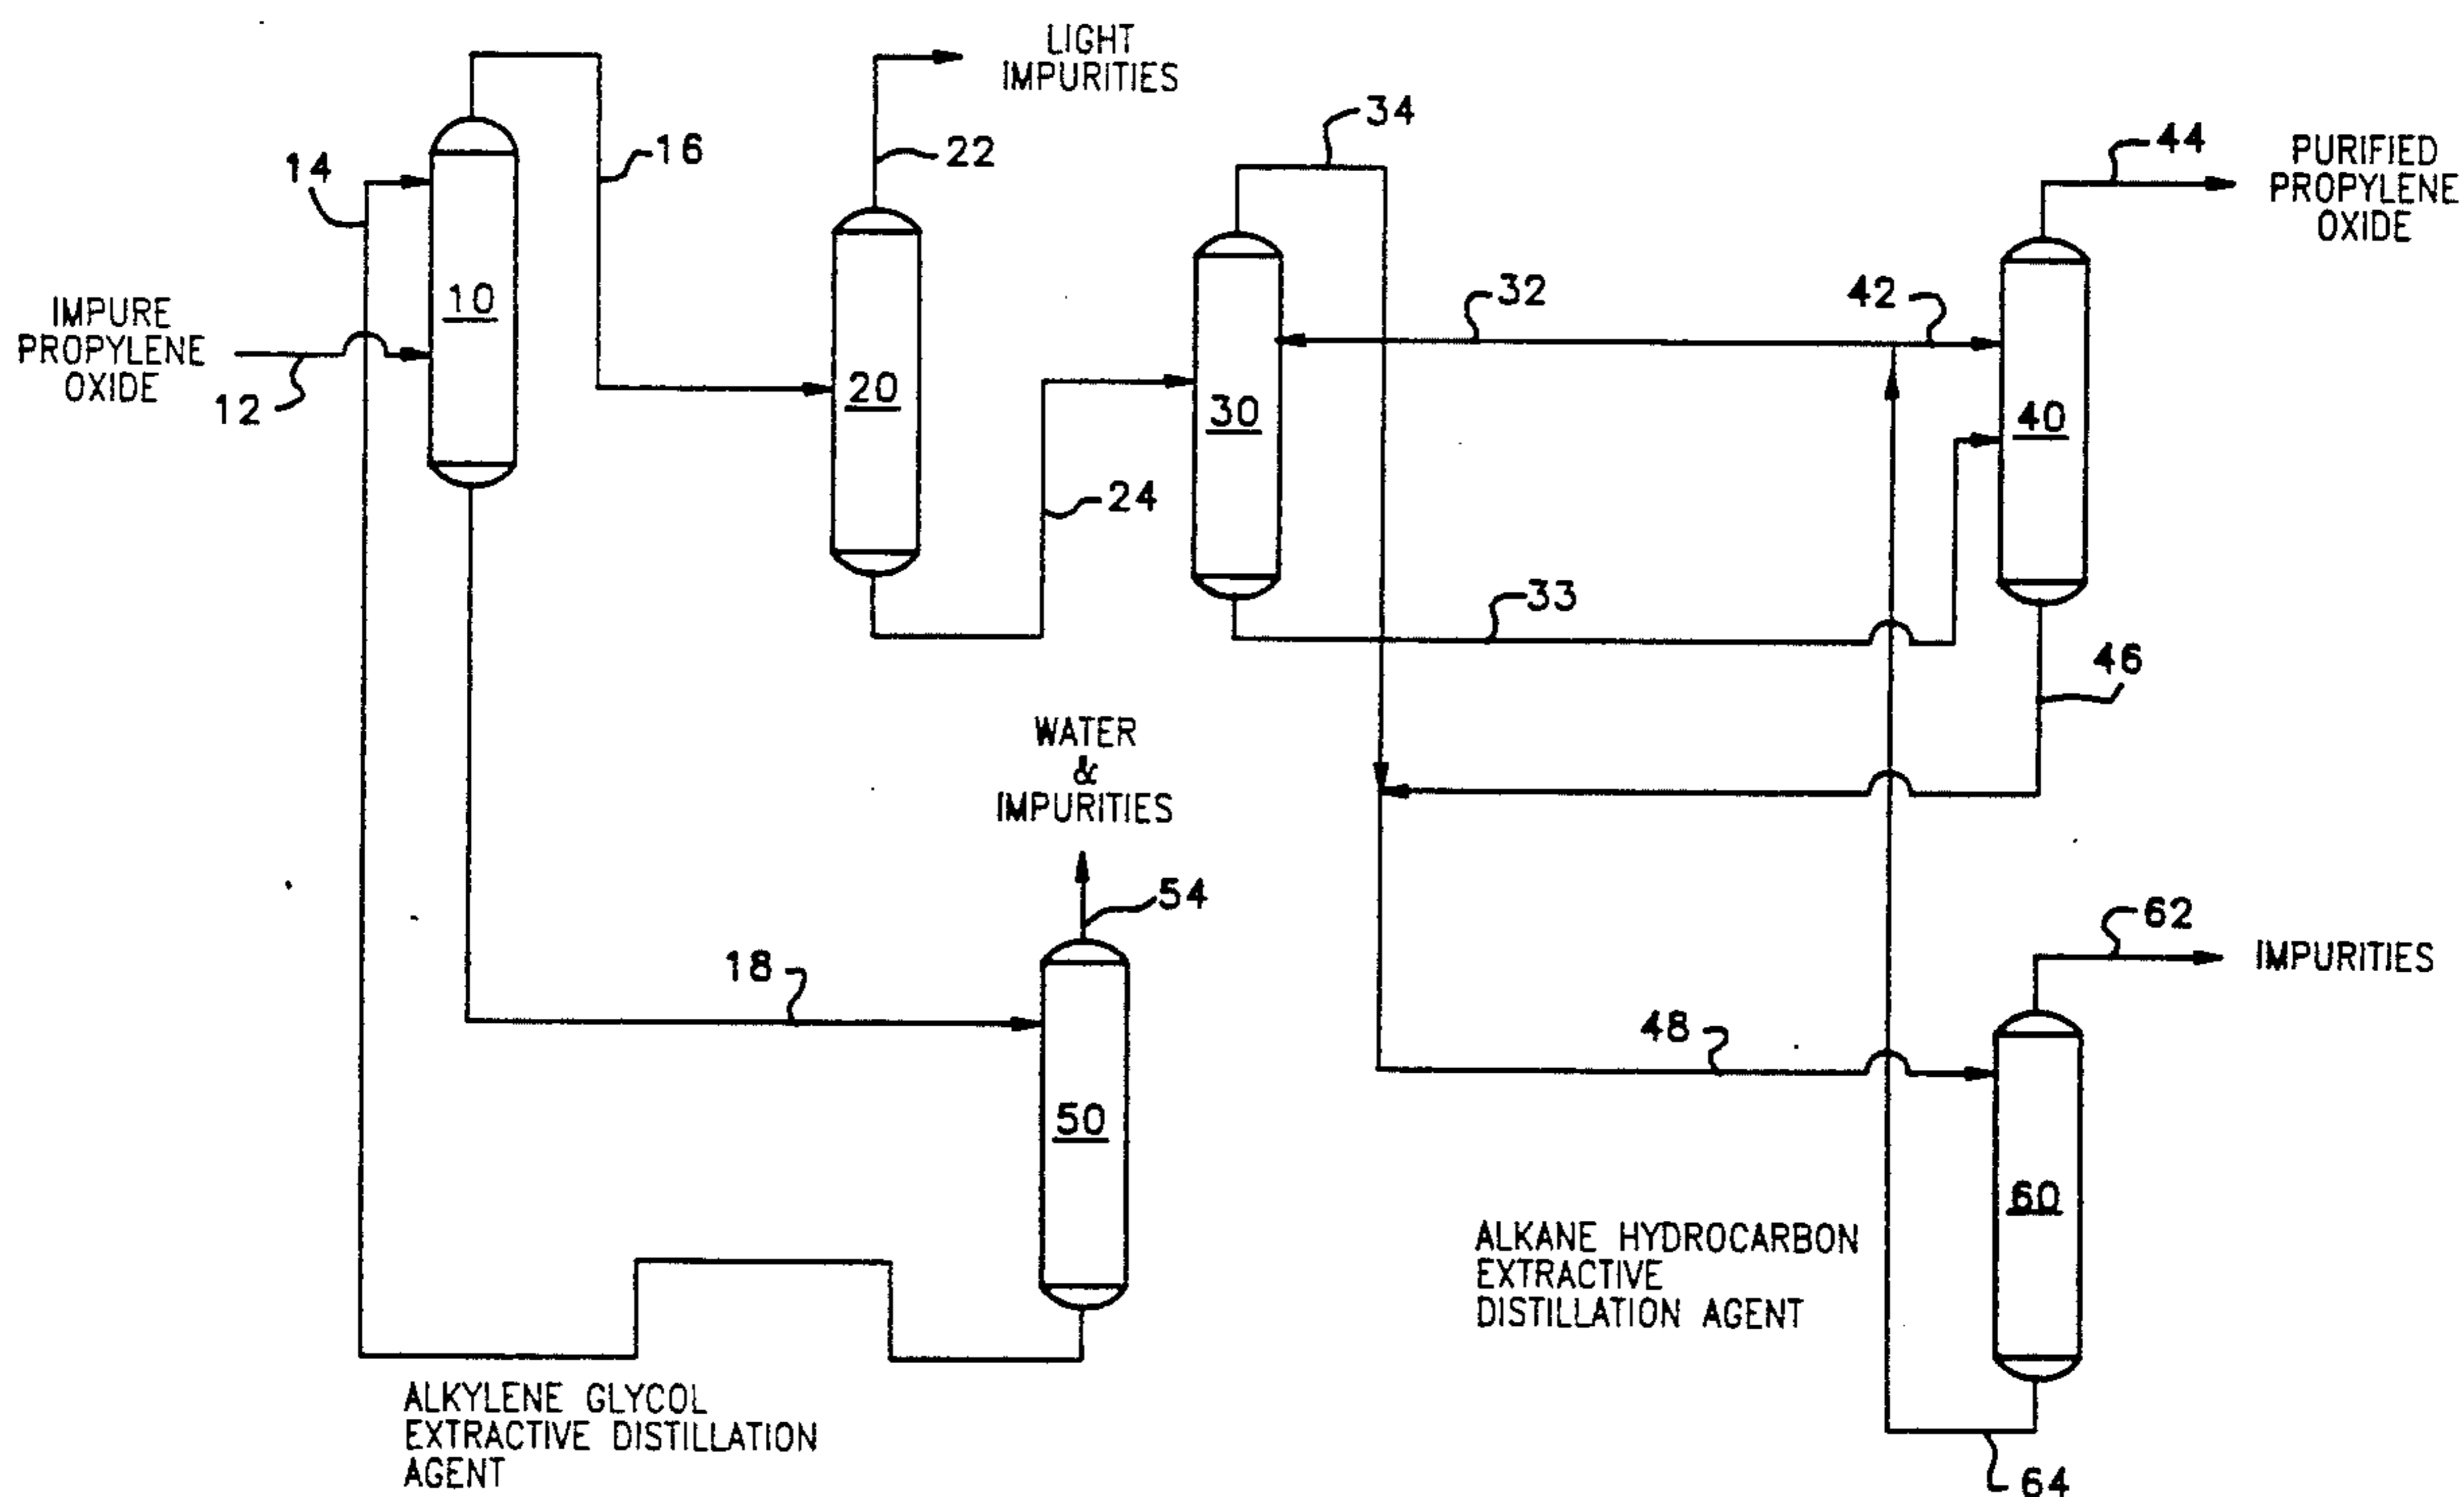 LIGHT
IMPURITIES
34
44
PURIFIED
PROPYLENE
OXIDE
14
16
22
10
IMPURE
PROPYLENE
OXIDE
12
32
42
20
30
40
24
33
46
WATER
&
IMPURITIES
54
62
IMPURITIES
18
48
50
60
ALKANE HYDROCARBON
EXTRACTIVE
DISTILLATION AGENT
ALKYLENE GLYCOL
EXTRACTIVE DISTILLATION
AGENT
64